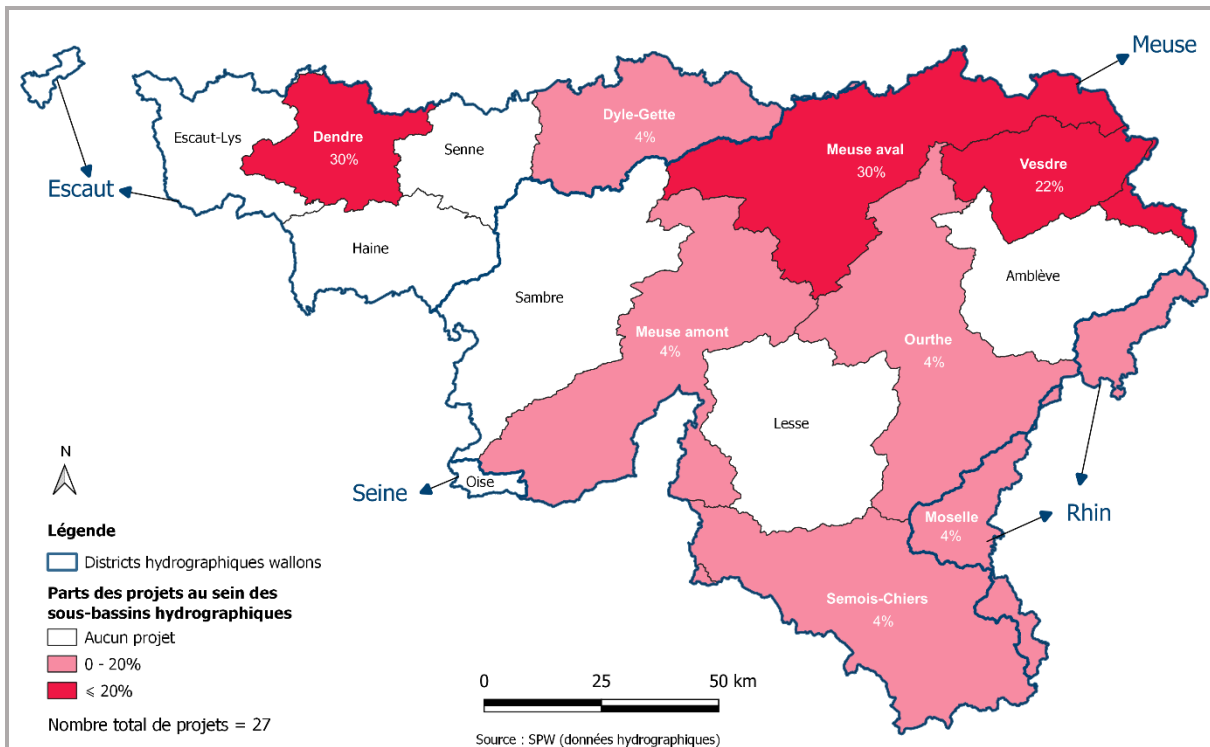 Meuse
Dyle-Gette
4%
Escaut-Lys
Dendre
30%
Senne
Meuse aval
30%
Vesdre
22%
Escaut
Haine
Amblève
Sambre
Meuse amont
4%
Ourthe
4%
Lesse
N
Seine
Oise
Moselle
4%
Rhin
Semois-Chiers
4%
Légende
Districts hydrographiques wallons
Parts des projets au sein des
sous-bassins hydrographiques
Aucun projet
0 - 20%
⩽ 20%
Nombre total de projets = 27
0 25 50 km
Source : SPW (données hydrographiques)